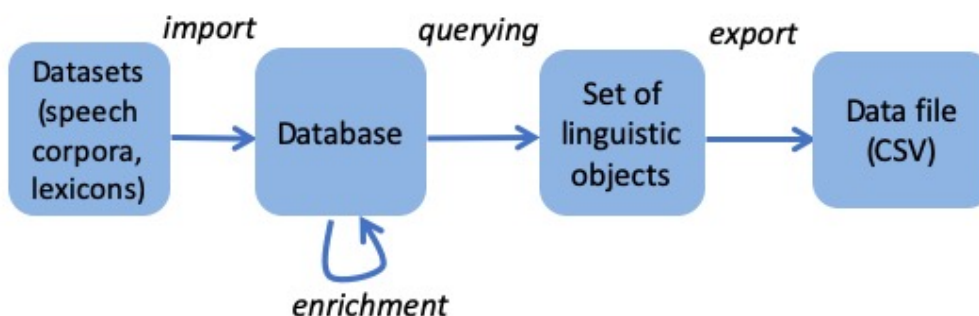 import
querying
export
Datasets
(speech
corpora,
lexicons)
Database
Set of
linguistic
objects
Data file
(CSV)
enrichment